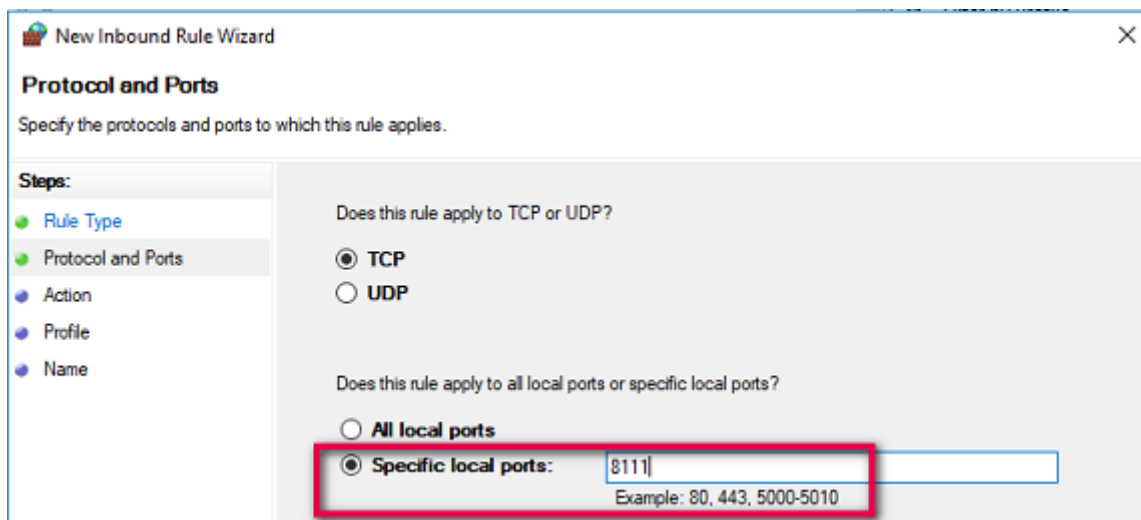 New Inbound Rule Wizard
Protocol and Ports
Specify the protocols and ports to which this rule applies.
Steps:
Rule Type
Protocol and Ports
Action
Profile
Name
Does this rule apply to TCP or UDP?
TCP
UDP
Does this rule apply to all local ports or specific local ports?
All local ports
Specific local ports: 8111
Example: 80, 443, 5000-5010